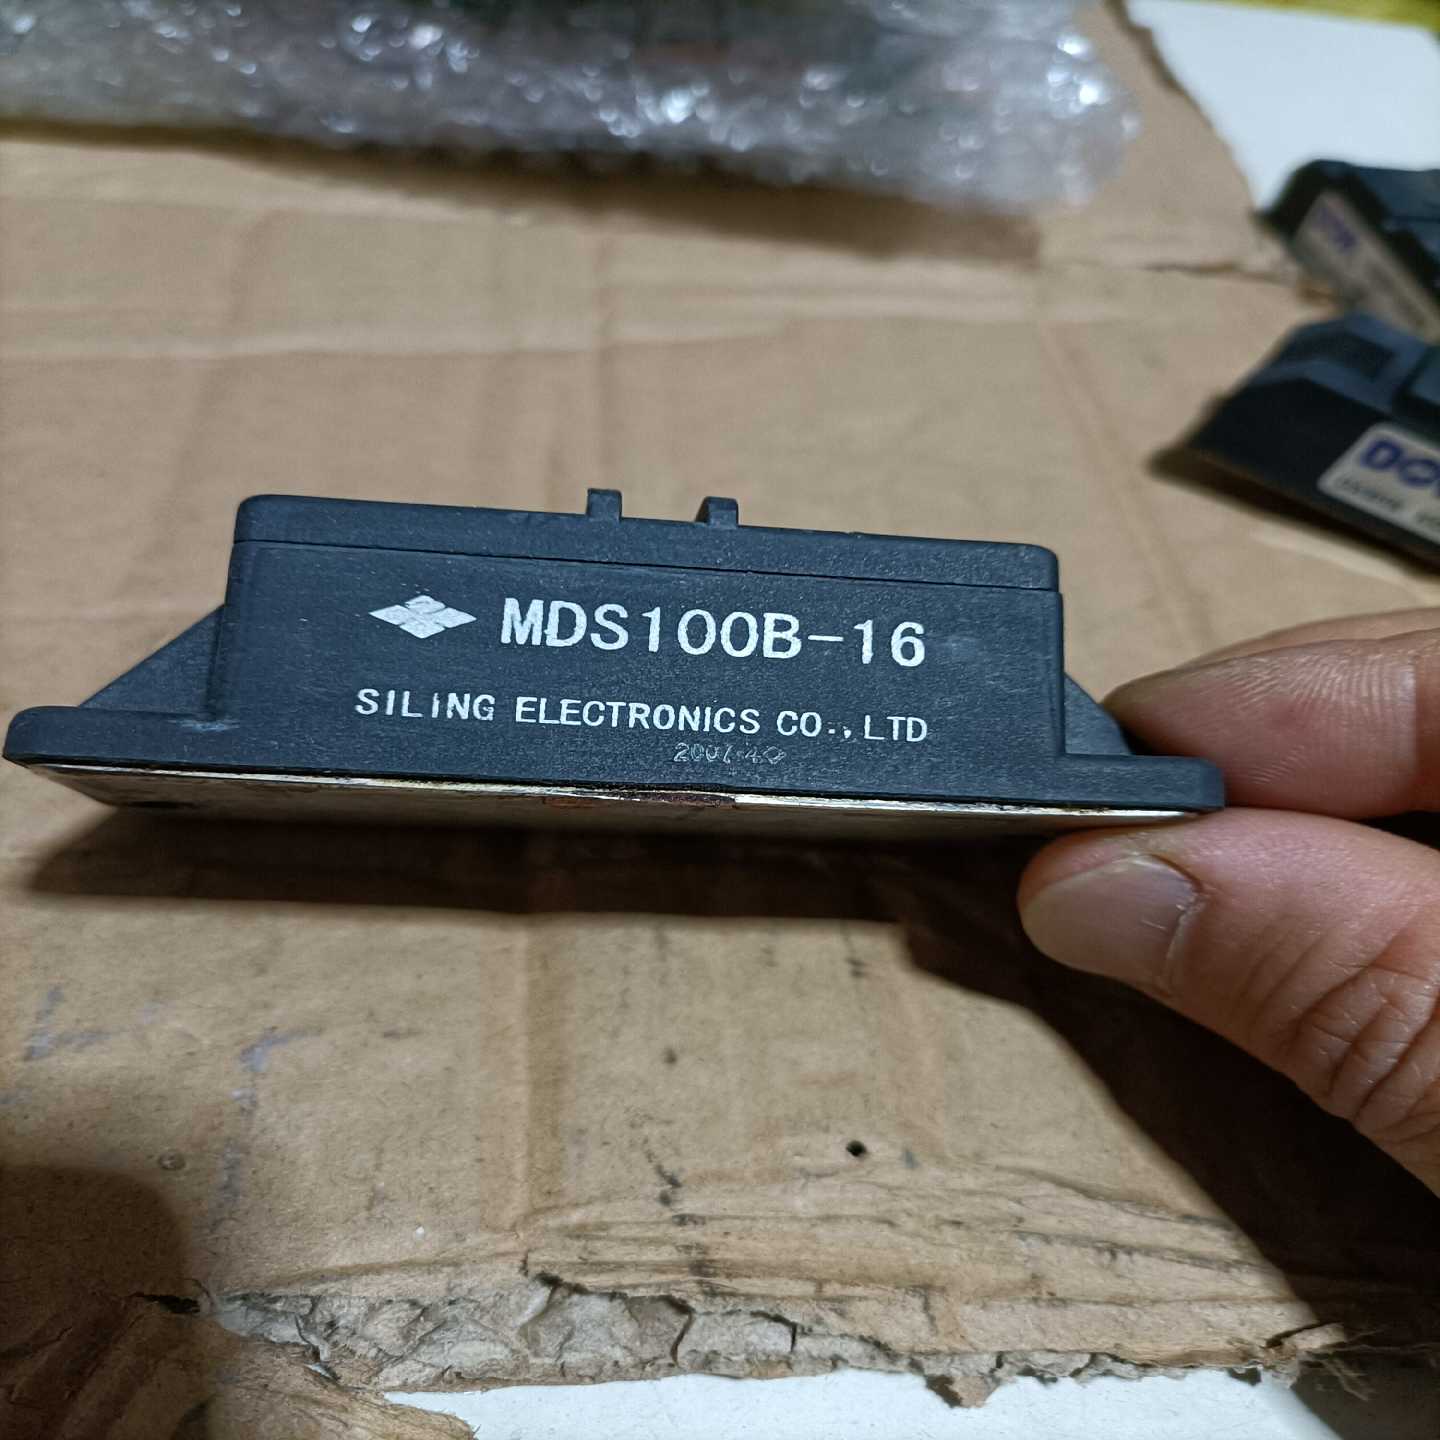 MDS100B-16
SILING ELECTRONICS CO., LTD